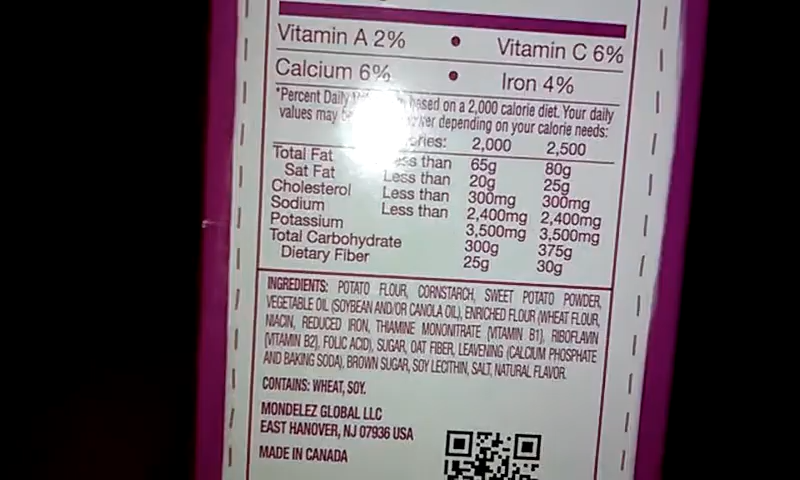 Vitamin A 2% • Vitamin C 6%
Calcium 6% • Iron 4%
*Percent Daily based on a 2,000 calorie diet. Your daily
values may depending on your calorie needs:
2,000 2,500
Total Fat than 65g 80g
Sat Fat Less than 20g 25g
Cholesterol Less than 300mg 300mg
Sodium Less than 2,400mg 2,400mg
Potassium 3,500mg 3,500mg
Total Carbohydrate 300g 375g
Dietary Fiber 25g 30g
INGREDIENTS: POTATO FLOUR, CORNSTARCH, SWEET POTATO POWDER,
VEGETABLE OIL (SOYBEAN AND/OR CANOLA OIL), ENRICHED FLOUR (WHEAT FLOUR,
NIACIN, REDUCED IRON, THIAMINE MONONITRATE {VITAMIN B1}, RIBOFLAVIN
{VITAMIN B2}, FOLIC ACID), SUGAR, OAT FIBER, LEAVENING (CALCIUM PHOSPHATE
AND BAKING SODA), BROWN SUGAR, SOY LECITHIN, SALT, NATURAL FLAVOR.
CONTAINS: WHEAT, SOY.
MONDELEZ GLOBAL LLC
EAST HANOVER, NJ 07936 USA
MADE IN CANADA